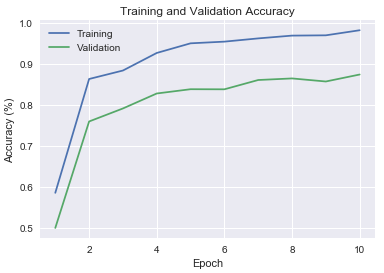 Training and Validation Accuracy
Training
Validation
1.0
0.9
0.8
0.7
0.6
0.5
Accuracy (%)
2
4
6
8
10
Epoch